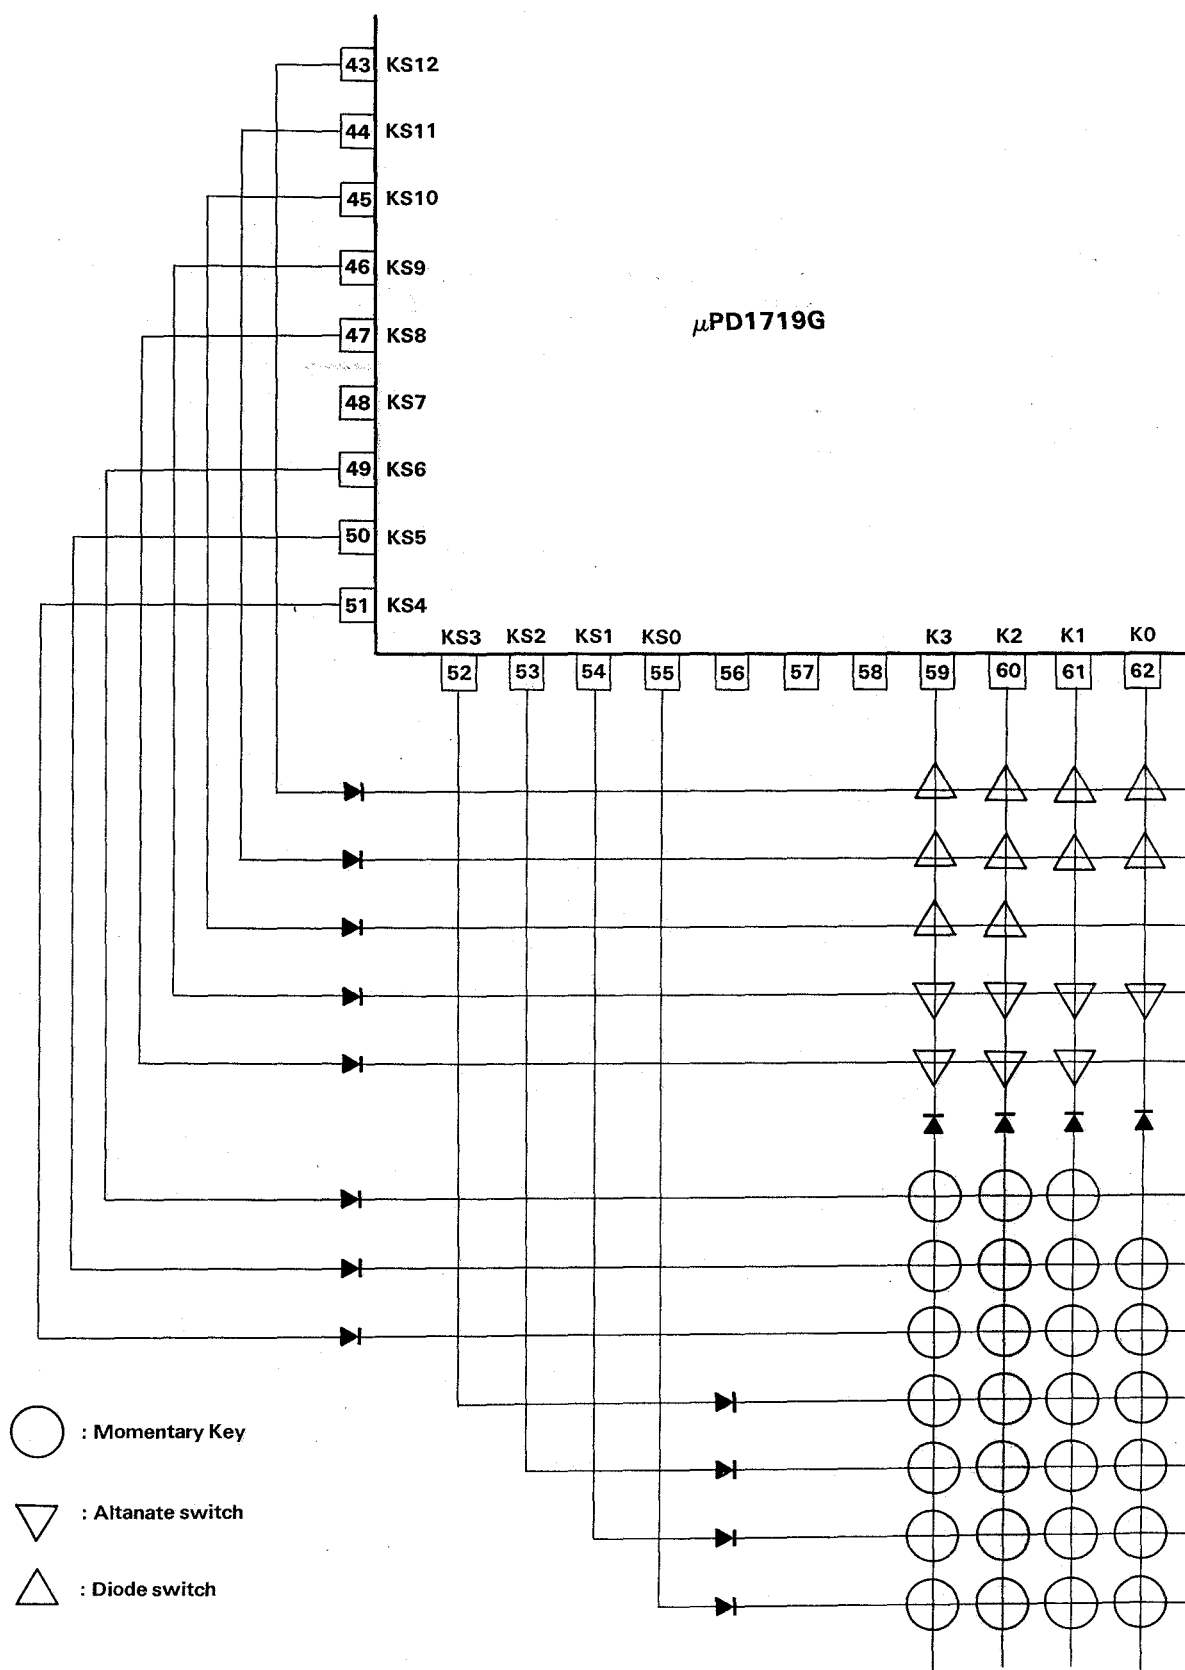 43 KS12
44 KS11
45 KS10
46 KS9
47 KS8
48 KS7
49 KS6
50 KS5
51 KS4
μPD1719G
KS3 KS2 KS1 KS0 K3 K2 K1 K0
52 53 54 55 56 57 58 59 60 61 62
: Momentary Key
: Altanate switch
: Diode switch